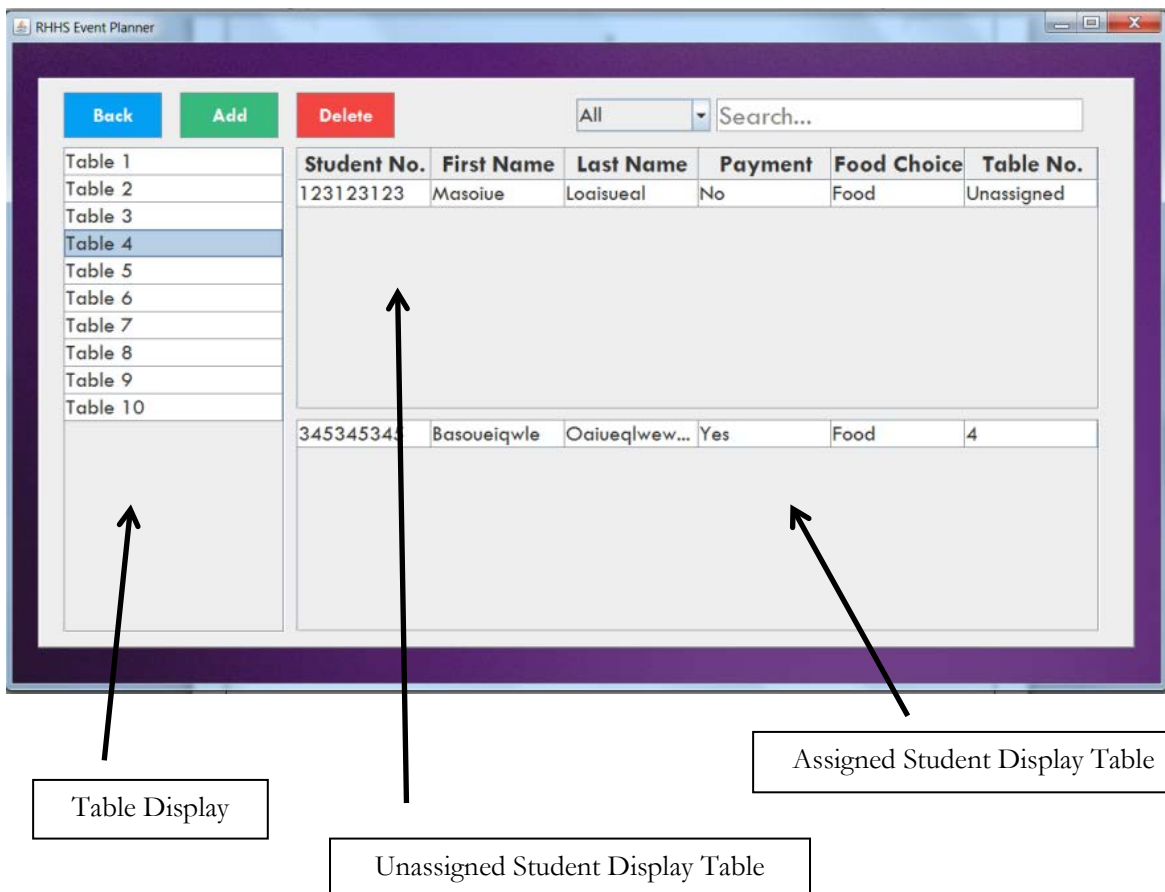 RHHS Event Planner
Back Add Delete All Search...
Table 1
Table 2
Table 3
Table 4
Table 5
Table 6
Table 7
Table 8
Table 9
Table 10
Student No. First Name Last Name Payment Food Choice Table No.
123123123 Masoiue Loaisueal No Food Unassigned
345345345 Basoueiqwle Oaiueqlwew... Yes Food 4
Assigned Student Display Table
Table Display
Unassigned Student Display Table